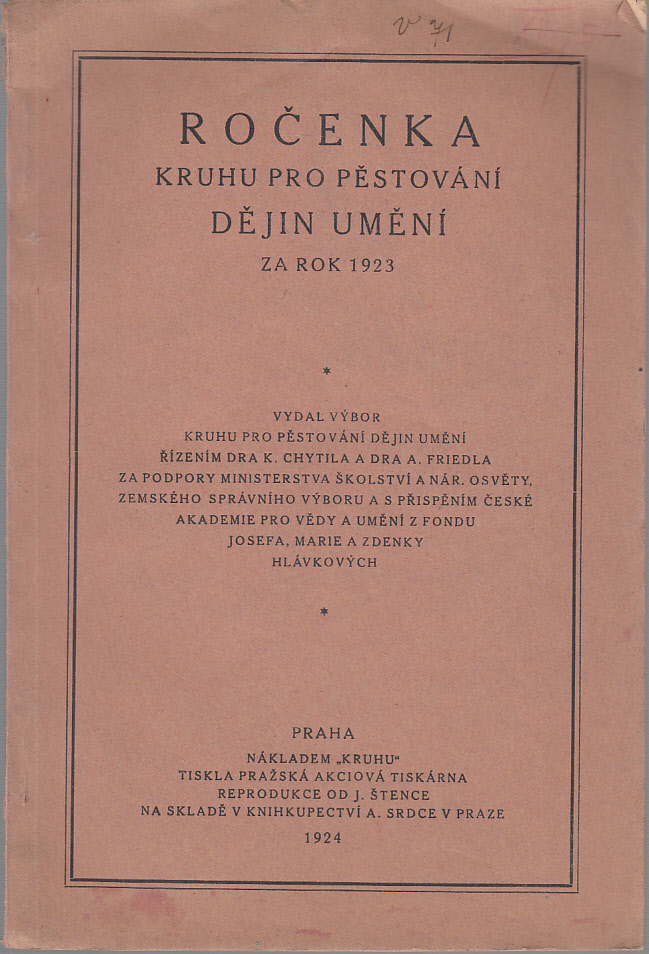 ROČENKA
KRUHU PRO PĚSTOVÁNÍ
DĚJIN UMĚNÍ
ZA ROK 1923
*
VYDAL VÝBOR
KRUHU PRO PĚSTOVÁNÍ DĚJIN UMĚNÍ
ŘÍZENÍM DRA K. CHYTILA A DRA A. FRIEDLA
ZA PODPORY MINISTERSTVA ŠKOLSTVÍ A NÁR. OSVĚTY,
ZEMSKÉHO SPRÁVNÍHO VÝBORU A S PŘISPĚNÍM ČESKÉ
AKADEMIE PRO VĚDY A UMĚNÍ Z FONDU
JOSEFA, MARIE A ZDENKY
HLÁVKOVÝCH
*
PRAHA
NÁKLADEM „KRUHU“
TISKLA PRAŽSKÁ AKCIOVÁ TISKÁRNA
REPRODUKCE OD J. ŠTENCE
NA SKLADĚ V KNIHKUPECTVÍ A. SRDCE V PRAZE
1924